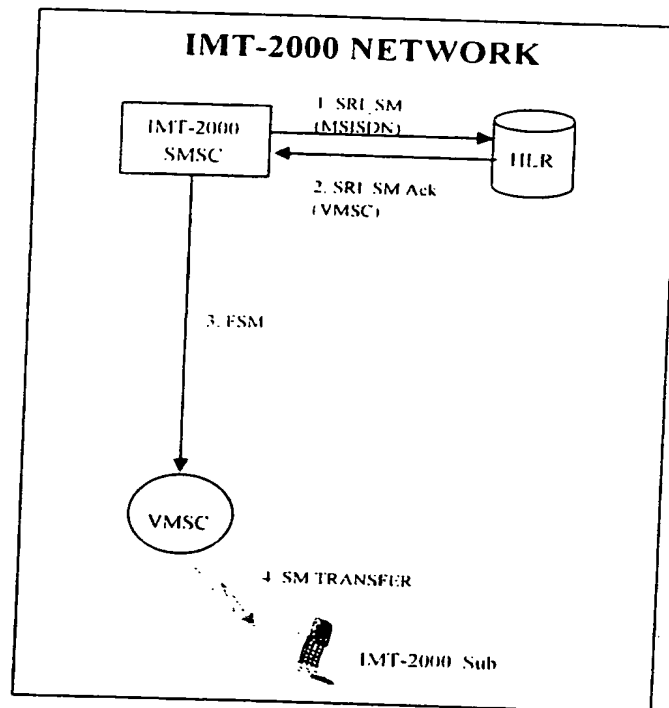 IMT-2000 NETWORK
1. SRI_SM
(MSISDN)
IMT-2000
SMSC
HLR
2. SRI_SM Ack
(VMSC)
3. FSM
VMSC
4. SM TRANSFER
IMT-2000 Sub